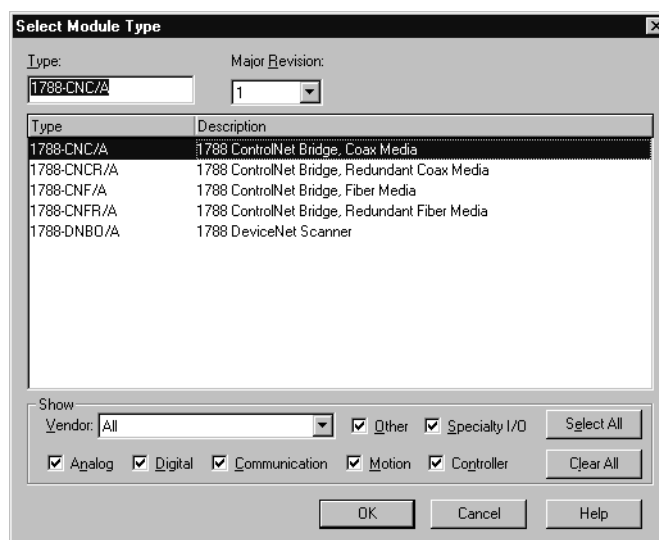 Select Module Type
Type:
Major Revision:
1788-CNC/A
1
Type Description
1788-CNC/A 1788 ControlNet Bridge, Coax Media
1788-CNCR/A 1788 ControlNet Bridge, Redundant Coax Media
1788-CNF/A 1788 ControlNet Bridge, Fiber Media
1788-CNFR/A 1788 ControlNet Bridge, Redundant Fiber Media
1788-DNBO/A 1788 DeviceNet Scanner
Show
Vendor: All Other Specialty I/O Select All
Analog Digital Communication Motion Controller Clear All
OK Cancel Help